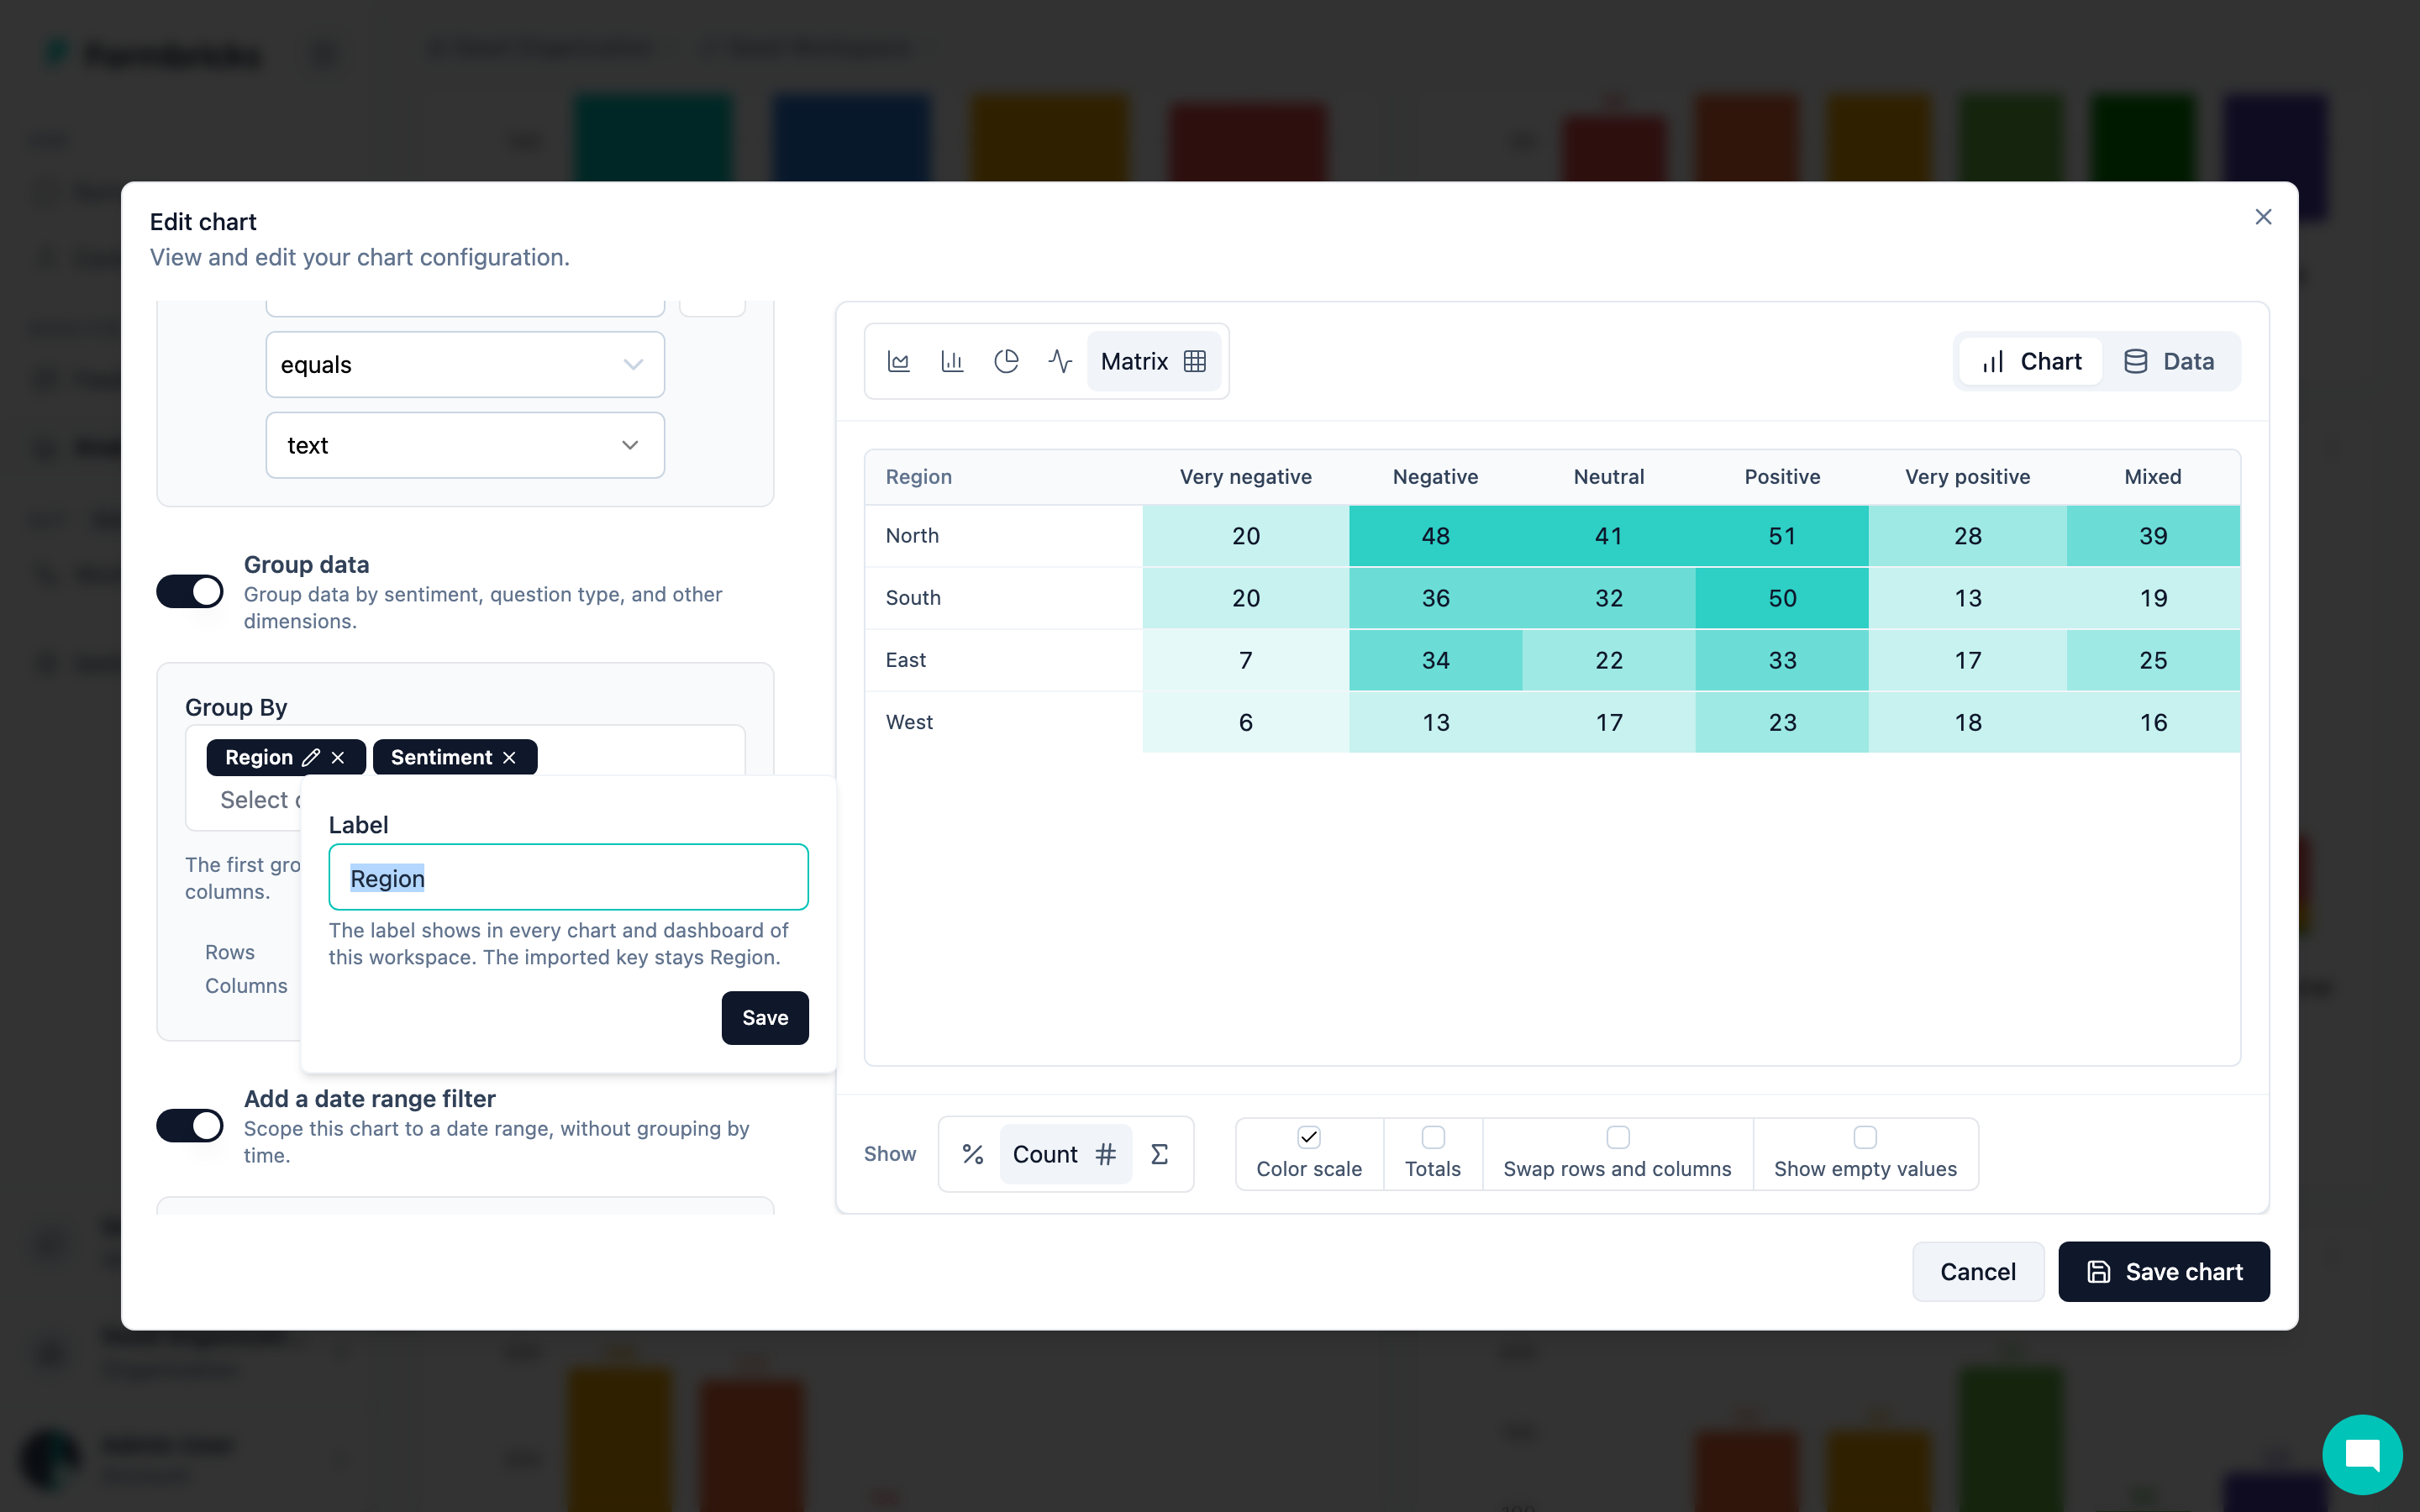 Formbricks
Edit chart
View and edit your chart configuration.
equals
text
Group data
Group data by sentiment, question type, and other
dimensions.
Group By
Region
Sentiment
Select
The first gro
columns.
Rows
Columns
Label
Region
The label shows in every chart and dashboard of
this workspace. The imported key stays Region.
Save
Add a date range filter
Scope this chart to a date range, without grouping by
time.
Matrix
Chart
Data
Region Very negative Negative Neutral Positive Very positive Mixed
North 20 48 41 51 28 39
South 20 36 32 50 13 19
East 7 34 22 33 17 25
West 6 13 17 23 18 16
Show
%
Count #
Σ
Color scale
Totals
Swap rows and columns
Show empty values
Cancel
Save chart